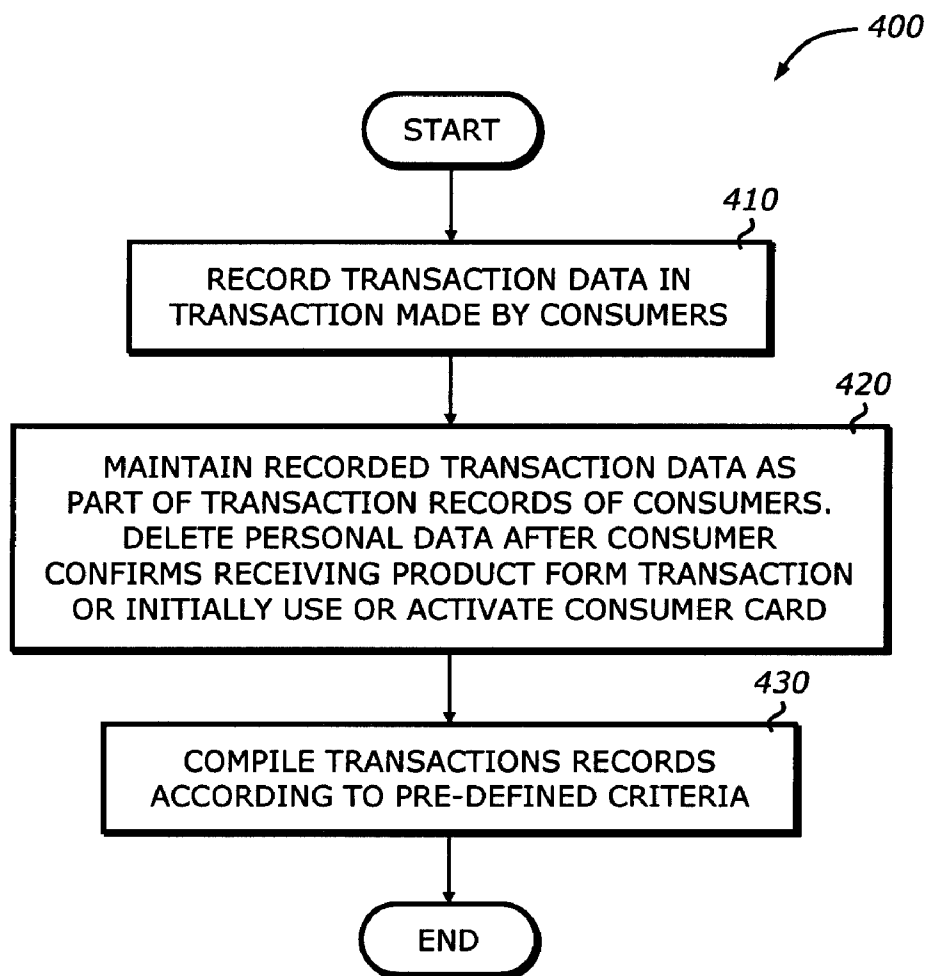 400
START
410
RECORD TRANSACTION DATA IN
TRANSACTION MADE BY CONSUMERS
420
MAINTAIN RECORDED TRANSACTION DATA AS
PART OF TRANSACTION RECORDS OF CONSUMERS.
DELETE PERSONAL DATA AFTER CONSUMER
CONFIRMS RECEIVING PRODUCT FORM TRANSACTION
OR INITIALLY USE OR ACTIVATE CONSUMER CARD
430
COMPILE TRANSACTIONS RECORDS
ACCORDING TO PRE-DEFINED CRITERIA
END